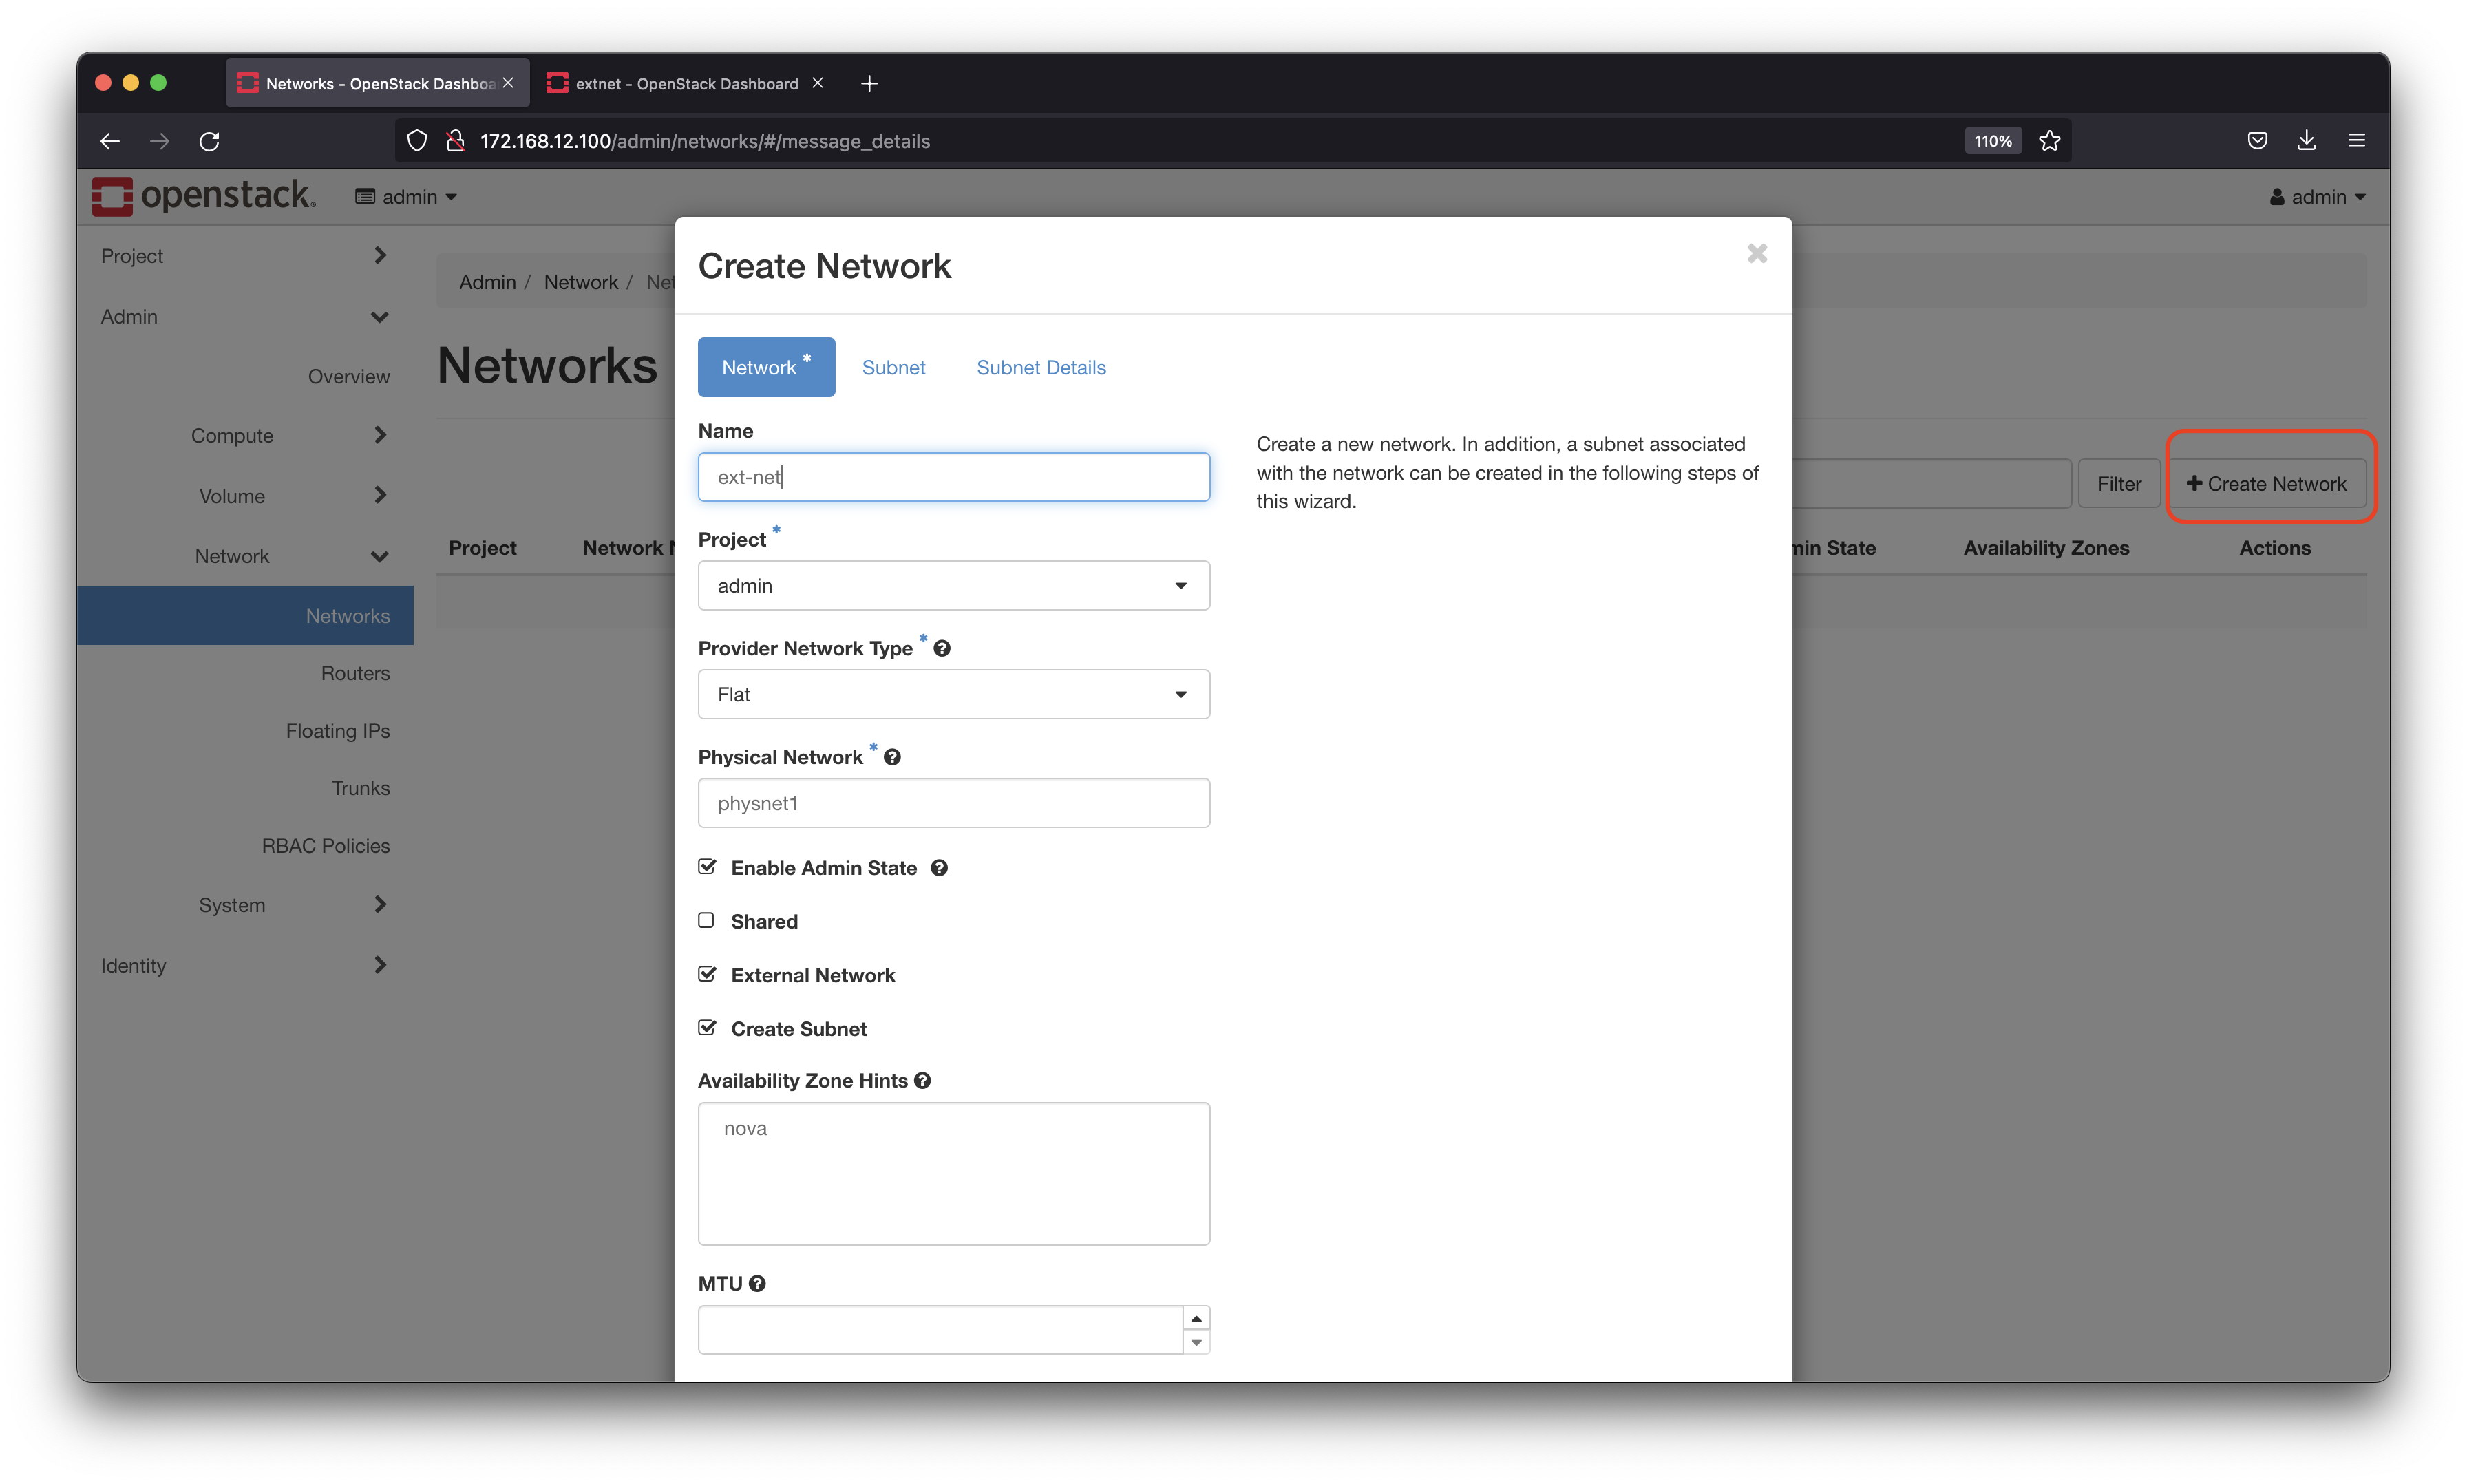 Networks - OpenStack Dashboa
extnet - OpenStack Dashboard
172.168.12.100/admin/networks/#/message_details
110%
openstack.
admin
admin
Project
Admin
Overview
Compute
Volume
Network
Networks
Routers
Floating IPs
Trunks
RBAC Policies
System
Identity
Admin / Network / Net
Networks
Filter
+ Create Network
Project Network N
min State Availability Zones Actions
Create Network
Network * Subnet Subnet Details
Name
ext-net
Project *
admin
Provider Network Type *
Flat
Physical Network *
physnet1
Enable Admin State
Shared
External Network
Create Subnet
Availability Zone Hints
nova
MTU
Create a new network. In addition, a subnet associated
with the network can be created in the following steps of
this wizard.